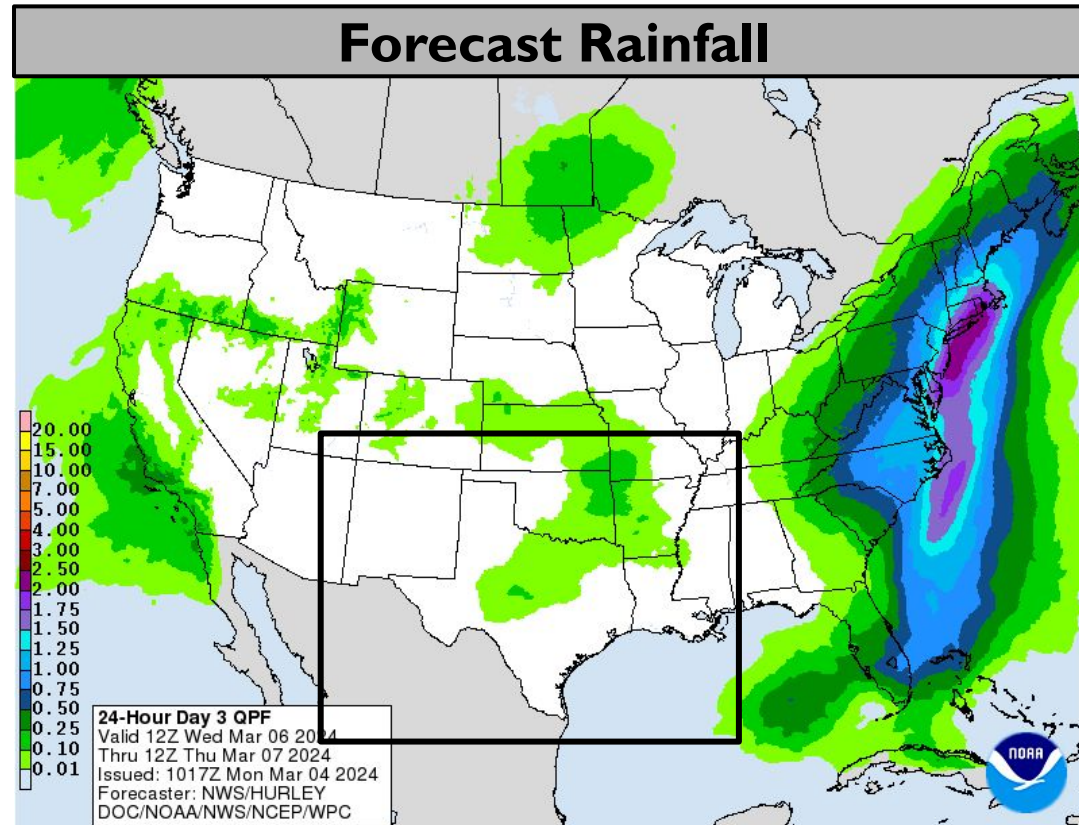 Forecast Rainfall
20.00
15.00
10.00
7.00
5.00
4.00
3.00
2.50
2.00
1.75
1.50
1.25
1.00
0.75
0.50
0.25
0.10
0.01
24-Hour Day 3 QPF
Valid 12Z Wed Mar 06 2024
Thru 12Z Thu Mar 07 2024
Issued: 1017Z Mon Mar 04 2024
Forecaster: NWS/HURLEY
DOC/NOAA/NWS/NCEP/WPC
NOAA